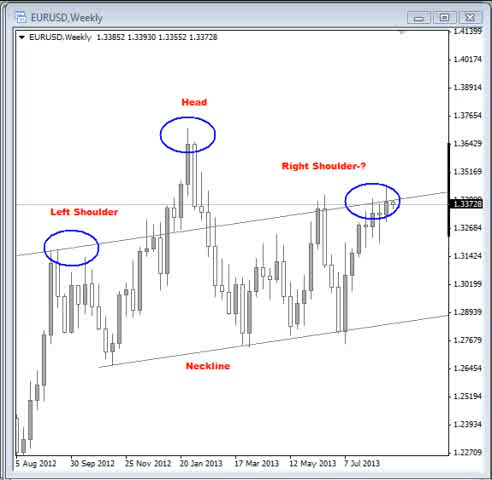 EURUSD,Weekly
EURUSD,Weekly 1.33852 1.33930 1.33552 1.33728
1.41399
1.40174
1.38914
Head
1.37654
1.36429
Right Shoulder-?
1.35169
1.33728
Left Shoulder
1.32684
1.31424
1.30199
1.28939
1.27679
Neckline
1.26454
1.25194
1.23934
1.22709
5 Aug 2012 30 Sep 2012 25 Nov 2012 20 Jan 2013 17 Mar 2013 12 May 2013 7 Jul 2013